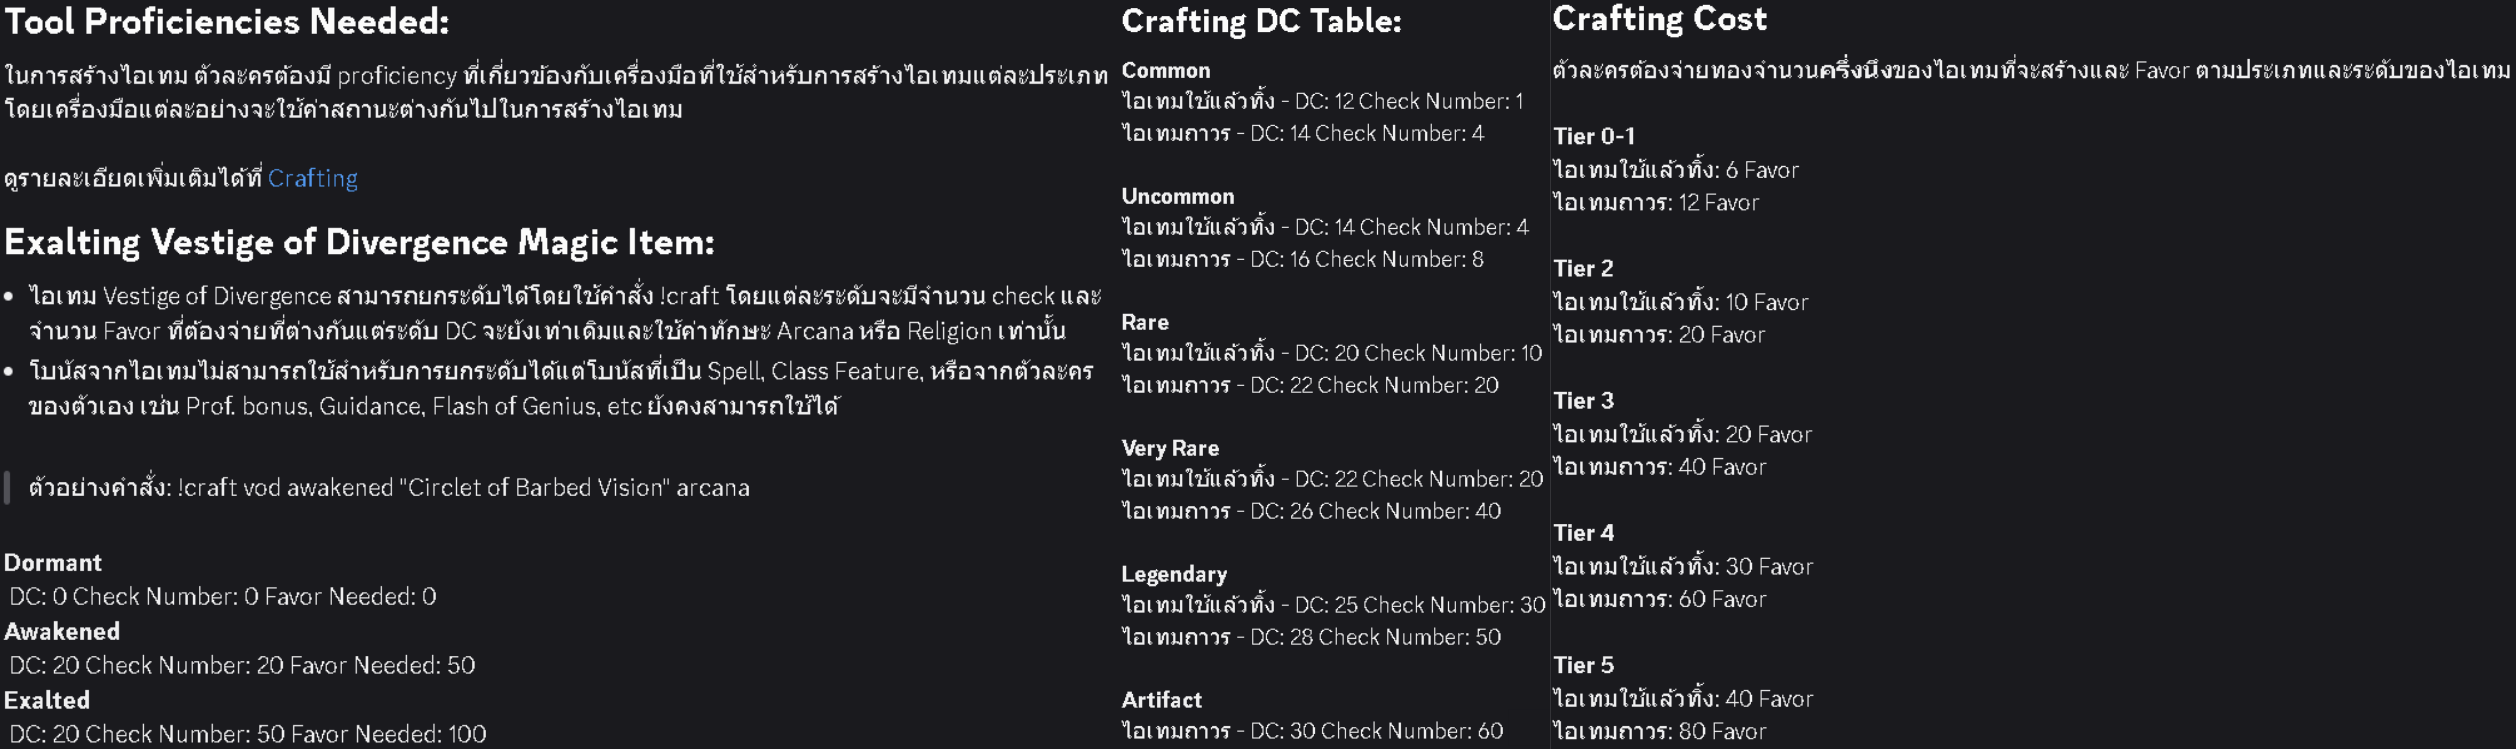 Tool Proficiencies Needed:
ในการสร้างไอเทม ตัวละครต้องมี proficiency ที่เกี่ยวข้องกับเครื่องมือที่ใช้สำหรับการสร้างไอเทมแต่ละประเภท
โดยเครื่องมือแต่ละอย่างจะใช้ค่าสถานะต่างกันไปในการสร้างไอเทม
ดูรายละเอียดเพิ่มเติมได้ที่ Crafting
Exalting Vestige of Divergence Magic Item:
• ไอเทม Vestige of Divergence สามารถยกระดับได้โดยใช้คำสั่ง !craft โดยแต่ละระดับจะมีจำนวน check และ
จำนวน Favor ที่ต้องจ่ายที่ต่างกันแต่ระดับ DC จะยังเท่าเดิมและใช้ค่าทักษะ Arcana หรือ Religion เท่านั้น
• โบนัสจากไอเทมไม่สามารถใช้สำหรับการยกระดับได้แต่โบนัสที่เป็น Spell, Class Feature, หรือจากตัวละคร
ของตัวเอง เช่น Prof. bonus, Guidance, Flash of Genius, etc ยังคงสามารถใช้ได้
ตัวอย่างคำสั่ง: !craft vod awakened "Circlet of Barbed Vision" arcana
Dormant
DC: 0 Check Number: 0 Favor Needed: 0
Awakened
DC: 20 Check Number: 20 Favor Needed: 50
Exalted
DC: 20 Check Number: 50 Favor Needed: 100
Crafting DC Table:
Common
ไอเทมใช้แล้วทิ้ง - DC: 12 Check Number: 1
ไอเทมถาวร - DC: 14 Check Number: 4
Uncommon
ไอเทมใช้แล้วทิ้ง - DC: 14 Check Number: 4
ไอเทมถาวร - DC: 16 Check Number: 8
Rare
ไอเทมใช้แล้วทิ้ง - DC: 20 Check Number: 10
ไอเทมถาวร - DC: 22 Check Number: 20
Very Rare
ไอเทมใช้แล้วทิ้ง - DC: 22 Check Number: 20
ไอเทมถาวร - DC: 26 Check Number: 40
Legendary
ไอเทมใช้แล้วทิ้ง - DC: 25 Check Number: 30
ไอเทมถาวร - DC: 28 Check Number: 50
Artifact
ไอเทมถาวร - DC: 30 Check Number: 60
Crafting Cost
ตัวละครต้องจ่ายทองจำนวนครึ่งนึงของไอเทมที่จะสร้างและ Favor ตามประเภทและระดับของไอเทม
Tier 0-1
ไอเทมใช้แล้วทิ้ง: 6 Favor
ไอเทมถาวร: 12 Favor
Tier 2
ไอเทมใช้แล้วทิ้ง: 10 Favor
ไอเทมถาวร: 20 Favor
Tier 3
ไอเทมใช้แล้วทิ้ง: 20 Favor
ไอเทมถาวร: 40 Favor
Tier 4
ไอเทมใช้แล้วทิ้ง: 30 Favor
ไอเทมถาวร: 60 Favor
Tier 5
ไอเทมใช้แล้วทิ้ง: 40 Favor
ไอเทมถาวร: 80 Favor